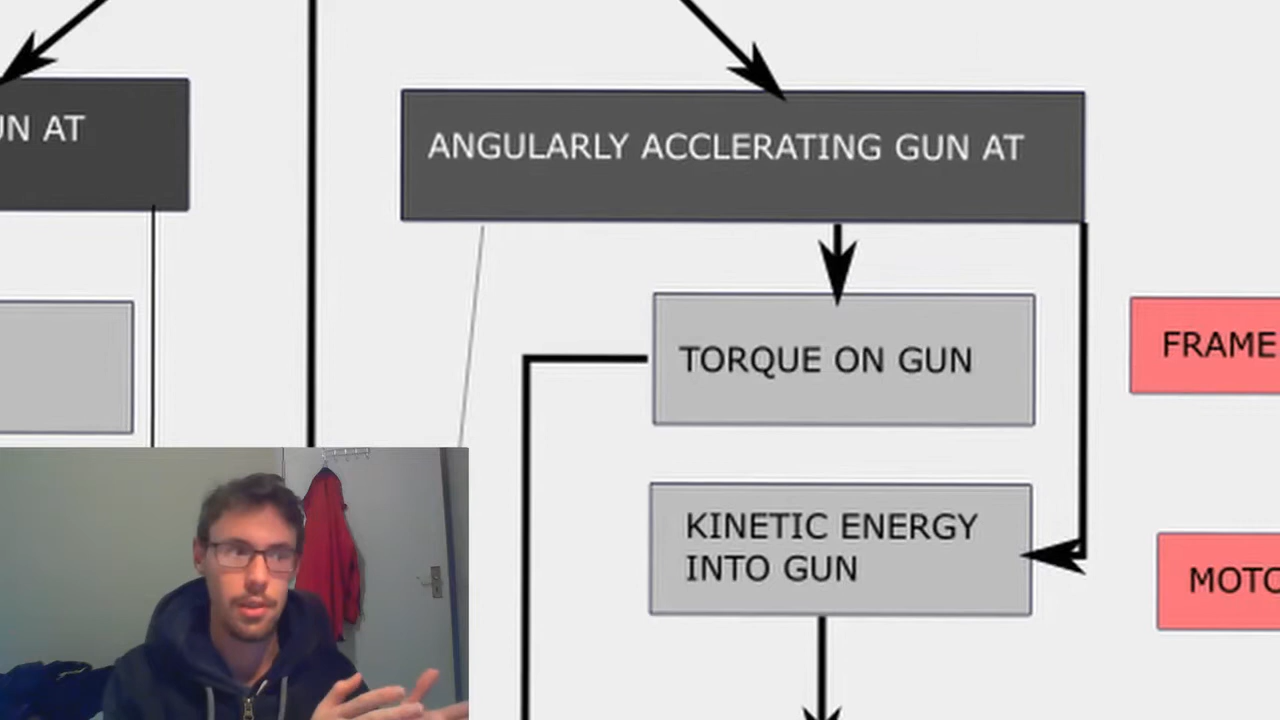 UN AT
ANGULARLY ACCLERATING GUN AT
TORQUE ON GUN
FRAME
KINETIC ENERGY
INTO GUN
MOTO